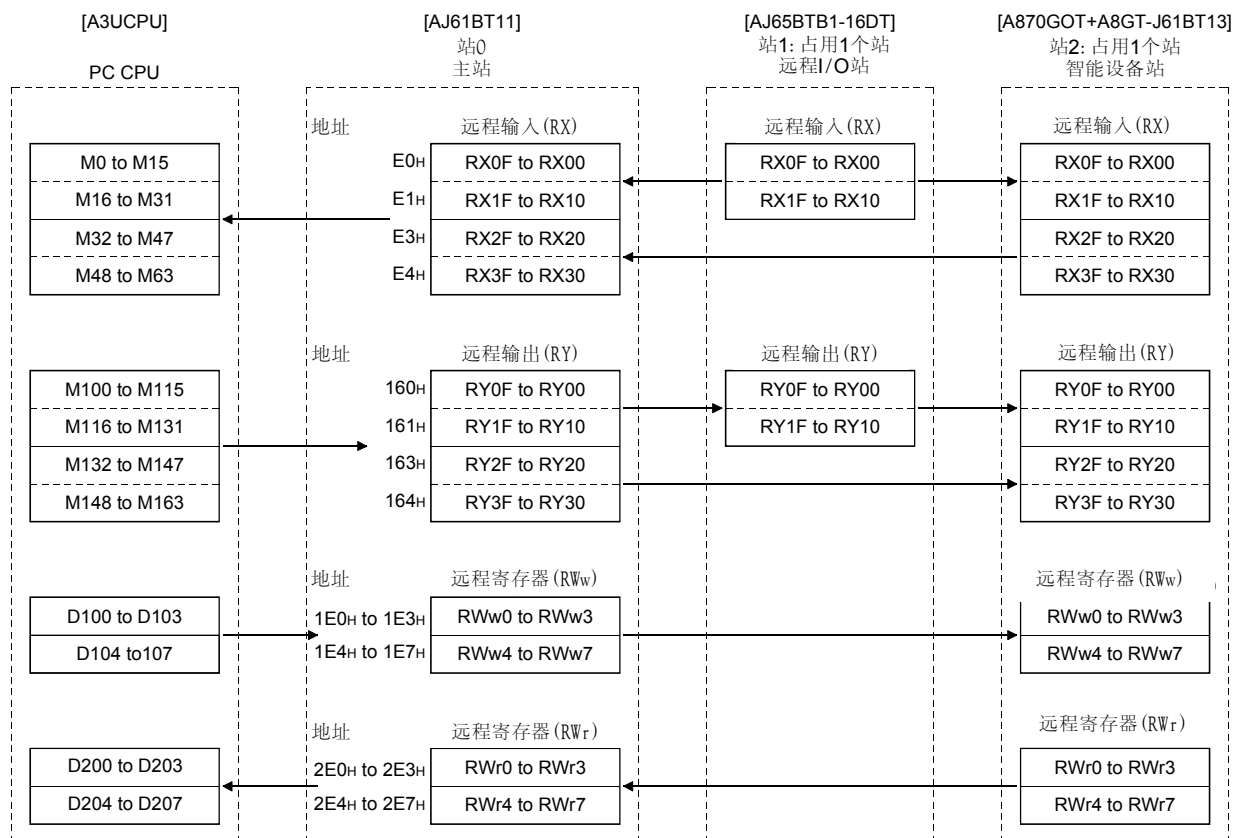 [A3UCPU] [AJ61BT11] [AJ65BTB1-16DT] [A870GOT+A8GT-J61BT13]
站0 站1: 占用1个站 站2: 占用1个站
PC CPU 主站 远程I/O站 智能设备站
地址 远程输入(RX) 远程输入(RX) 远程输入(RX)
M0 to M15 E0H RX0F to RX00 RX0F to RX00 RX0F to RX00
M16 to M31 E1H RX1F to RX10 RX1F to RX10 RX1F to RX10
M32 to M47 E3H RX2F to RX20 RX2F to RX20
M48 to M63 E4H RX3F to RX30 RX3F to RX30
地址 远程输出(RY) 远程输出(RY) 远程输出(RY)
M100 to M115 160H RY0F to RY00 RY0F to RY00 RY0F to RY00
M116 to M131 161H RY1F to RY10 RY1F to RY10 RY1F to RY10
M132 to M147 163H RY2F to RY20 RY2F to RY20
M148 to M163 164H RY3F to RY30 RY3F to RY30
地址 远程寄存器(RWw) 远程寄存器(RWw)
D100 to D103 1E0H to 1E3H RWw0 to RWw3 RWw0 to RWw3
D104 to107 1E4H to 1E7H RWw4 to RWw7 RWw4 to RWw7
地址 远程寄存器(RWr) 远程寄存器(RWr)
D200 to D203 2E0H to 2E3H RWr0 to RWr3 RWr0 to RWr3
D204 to D207 2E4H to 2E7H RWr4 to RWr7 RWr4 to RWr7